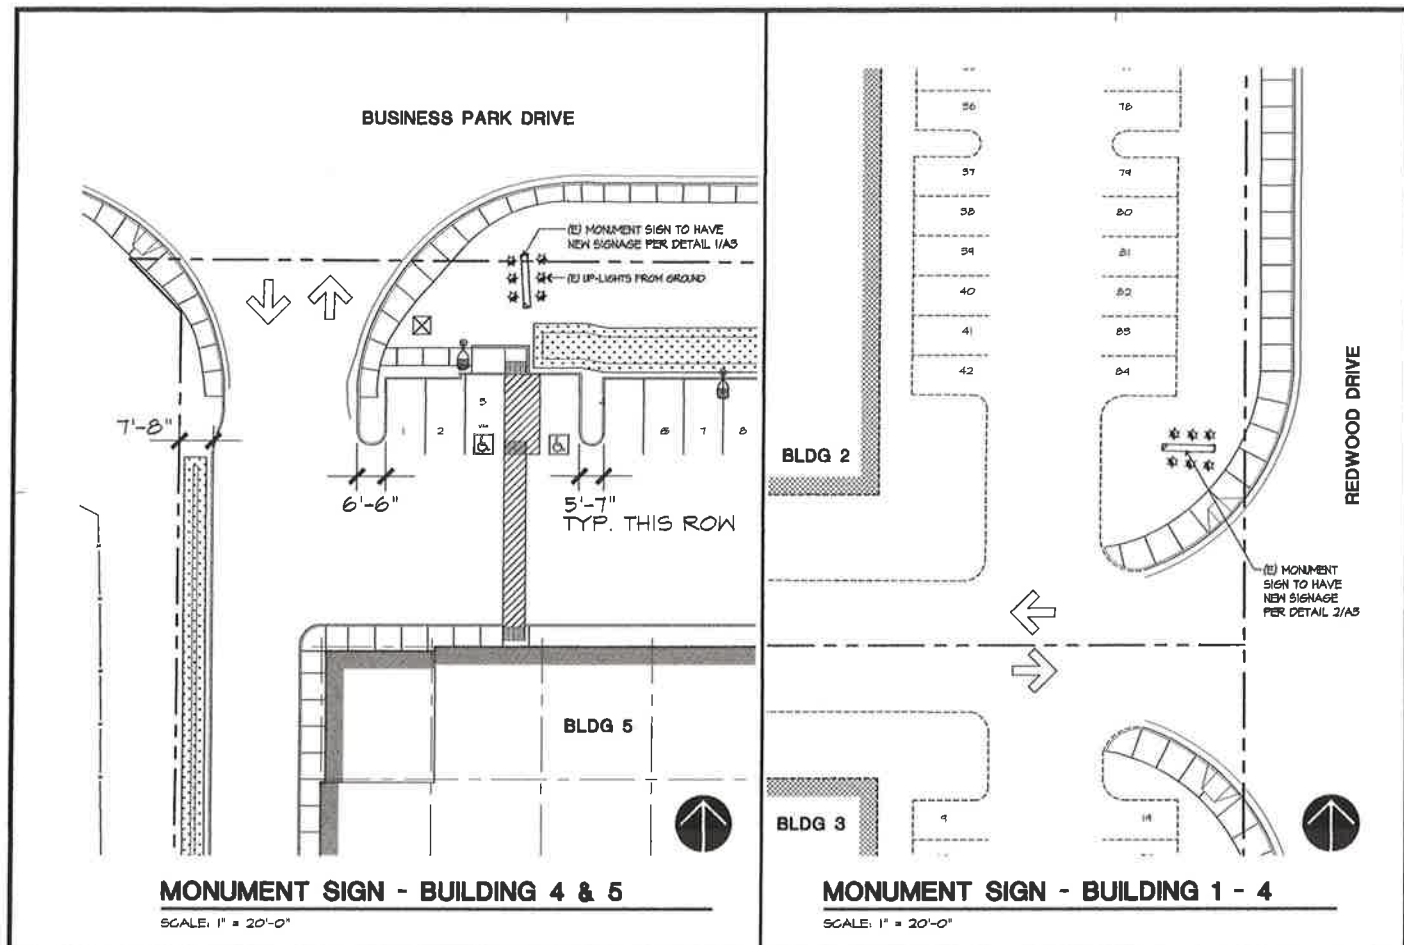 BUSINESS PARK DRIVE
(E) MONUMENT SIGN TO HAVE
NEW SIGNAGE PER DETAIL 1/A3
(E) UP-LIGHTS FROM GROUND
7'-8"
1
2
3
VAN
6
7
8
6'-6"
5'-7"
TYP. THIS ROW
BLDG 5
MONUMENT SIGN - BUILDING 4 & 5
SCALE: 1" = 20'-0"
36
78
37
79
38
80
39
81
40
82
41
83
42
84
BLDG 2
REDWOOD DRIVE
(E) MONUMENT
SIGN TO HAVE
NEW SIGNAGE
PER DETAIL 2/A3
BLDG 3
9
19
MONUMENT SIGN - BUILDING 1 - 4
SCALE: 1" = 20'-0"